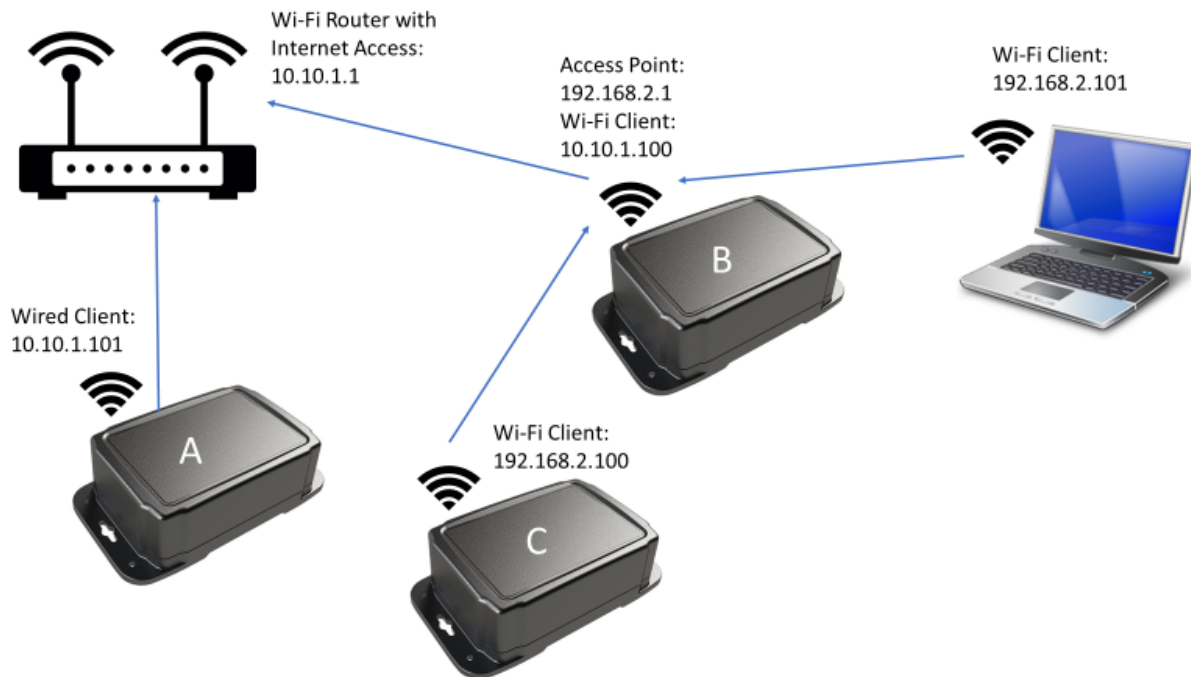 Wi-Fi Router with
Internet Access:
10.10.1.1
Access Point:
192.168.2.1
Wi-Fi Client:
10.10.1.100
Wi-Fi Client:
192.168.2.101
B
Wired Client:
10.10.1.101
A
Wi-Fi Client:
192.168.2.100
C